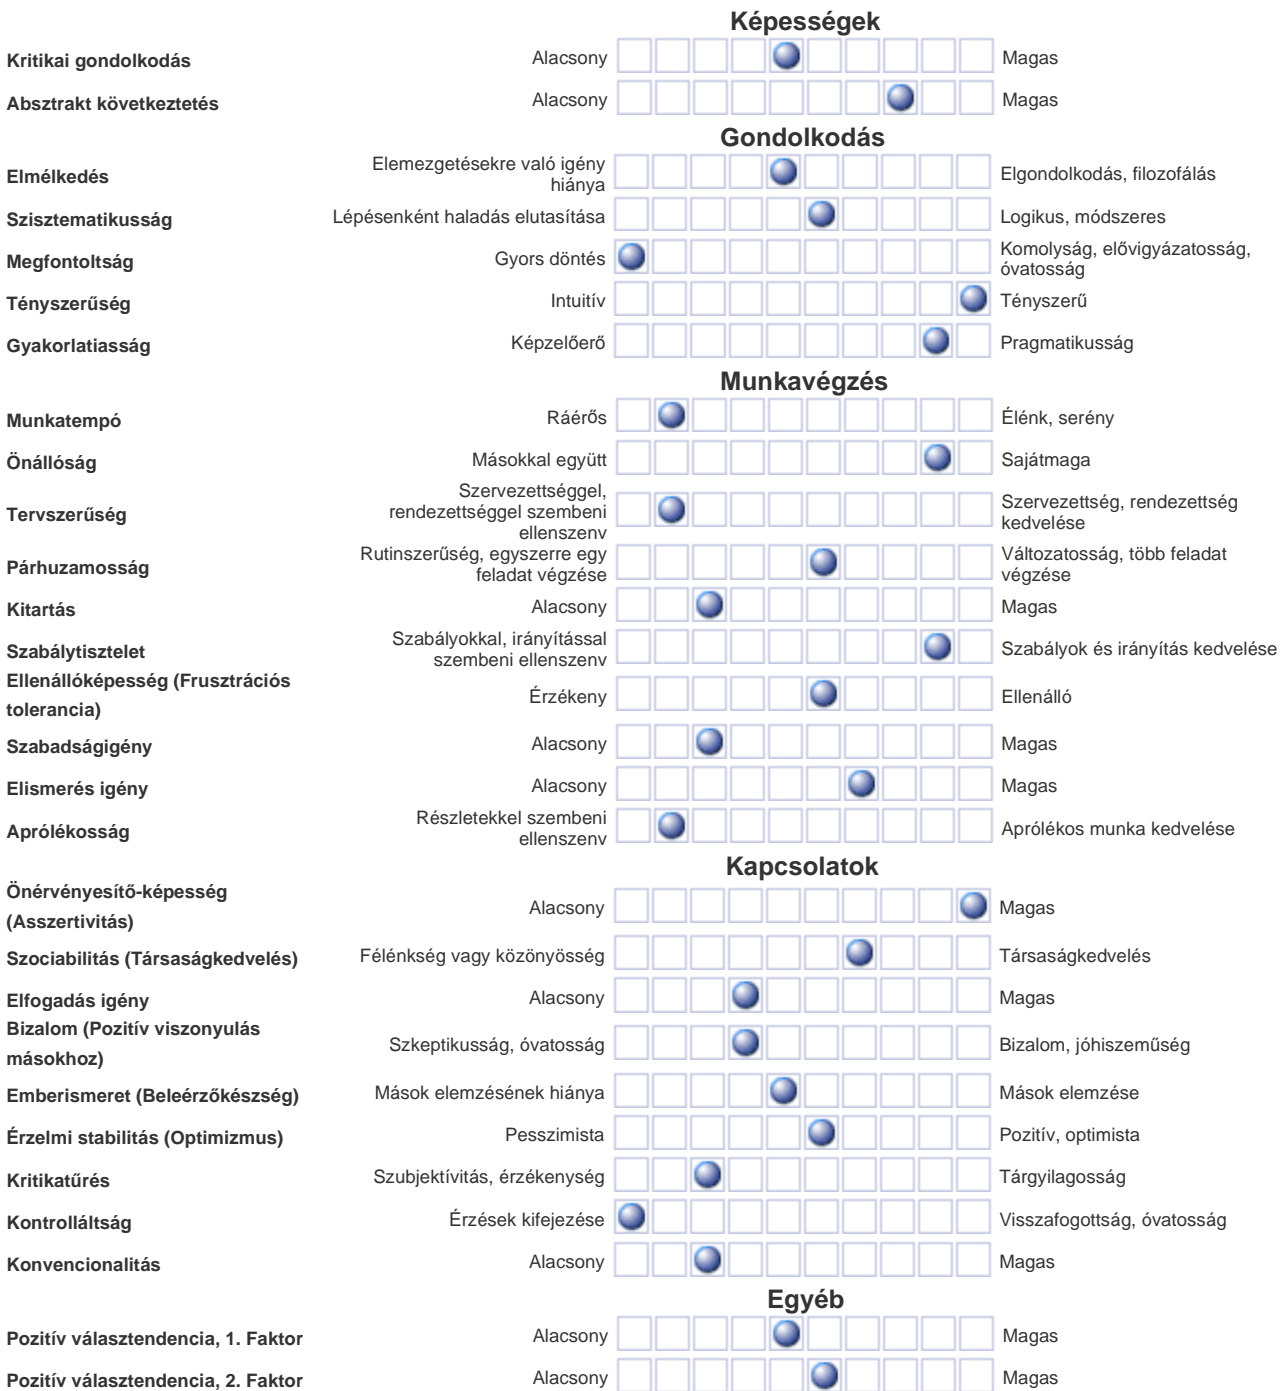 Képességek
Kritikai gondolkodás Alacsony Magas
Absztrakt következtetés Alacsony Magas
Gondolkodás
Elmélkedés Elemezgetésekre való igény
hiánya Elgondolkodás, filozofálás
Szisztematikusság Lépésenként haladás elutasítása Logikus, módszeres
Megfontoltság Gyors döntés Komolyság, elővigyázatosság,
óvatosság
Tényszerűség Intuitív Tényszerű
Gyakorlatiasság Képzelőerő Pragmatikusság
Munkavégzés
Munkatempó Ráérős Élénk, serény
Önállóság Másokkal együtt Sajátmaga
Tervszerűség Szervezettséggel,
rendezettséggel szembeni
ellenszenv Szervezettség, rendezettség
kedvelése
Párhuzamosság Rutinszerűség, egyszerre egy
feladat végzése Változatosság, több feladat
végzése
Kitartás Alacsony Magas
Szabálytisztelet Szabályokkal, irányítással
szembeni ellenszenv Szabályok és irányítás kedvelése
Ellenállóképesség (Frusztrációs
tolerancia) Érzékeny Ellenálló
Szabadságigény Alacsony Magas
Elismerés igény Alacsony Magas
Aprólékosság Részletekkel szembeni
ellenszenv Aprólékos munka kedvelése
Kapcsolatok
Önérvényesítő-képesség
(Asszertivitás) Alacsony Magas
Szociabilitás (Társaságkedvelés) Félénkség vagy közönyösség Társaságkedvelés
Elfogadás igény Alacsony Magas
Bizalom (Pozitív viszonyulás
másokhoz) Szkeptikusság, óvatosság Bizalom, jóhiszeműség
Emberismeret (Beleérzőkészség) Mások elemzésének hiánya Mások elemzése
Érzelmi stabilitás (Optimizmus) Pesszimista Pozitív, optimista
Kritikatűrés Szubjektívitás, érzékenység Tárgyilagosság
Kontrolláltság Érzések kifejezése Visszafogottság, óvatosság
Konvencionalitás Alacsony Magas
Egyéb
Pozitív választendencia, 1. Faktor Alacsony Magas
Pozitív választendencia, 2. Faktor Alacsony Magas